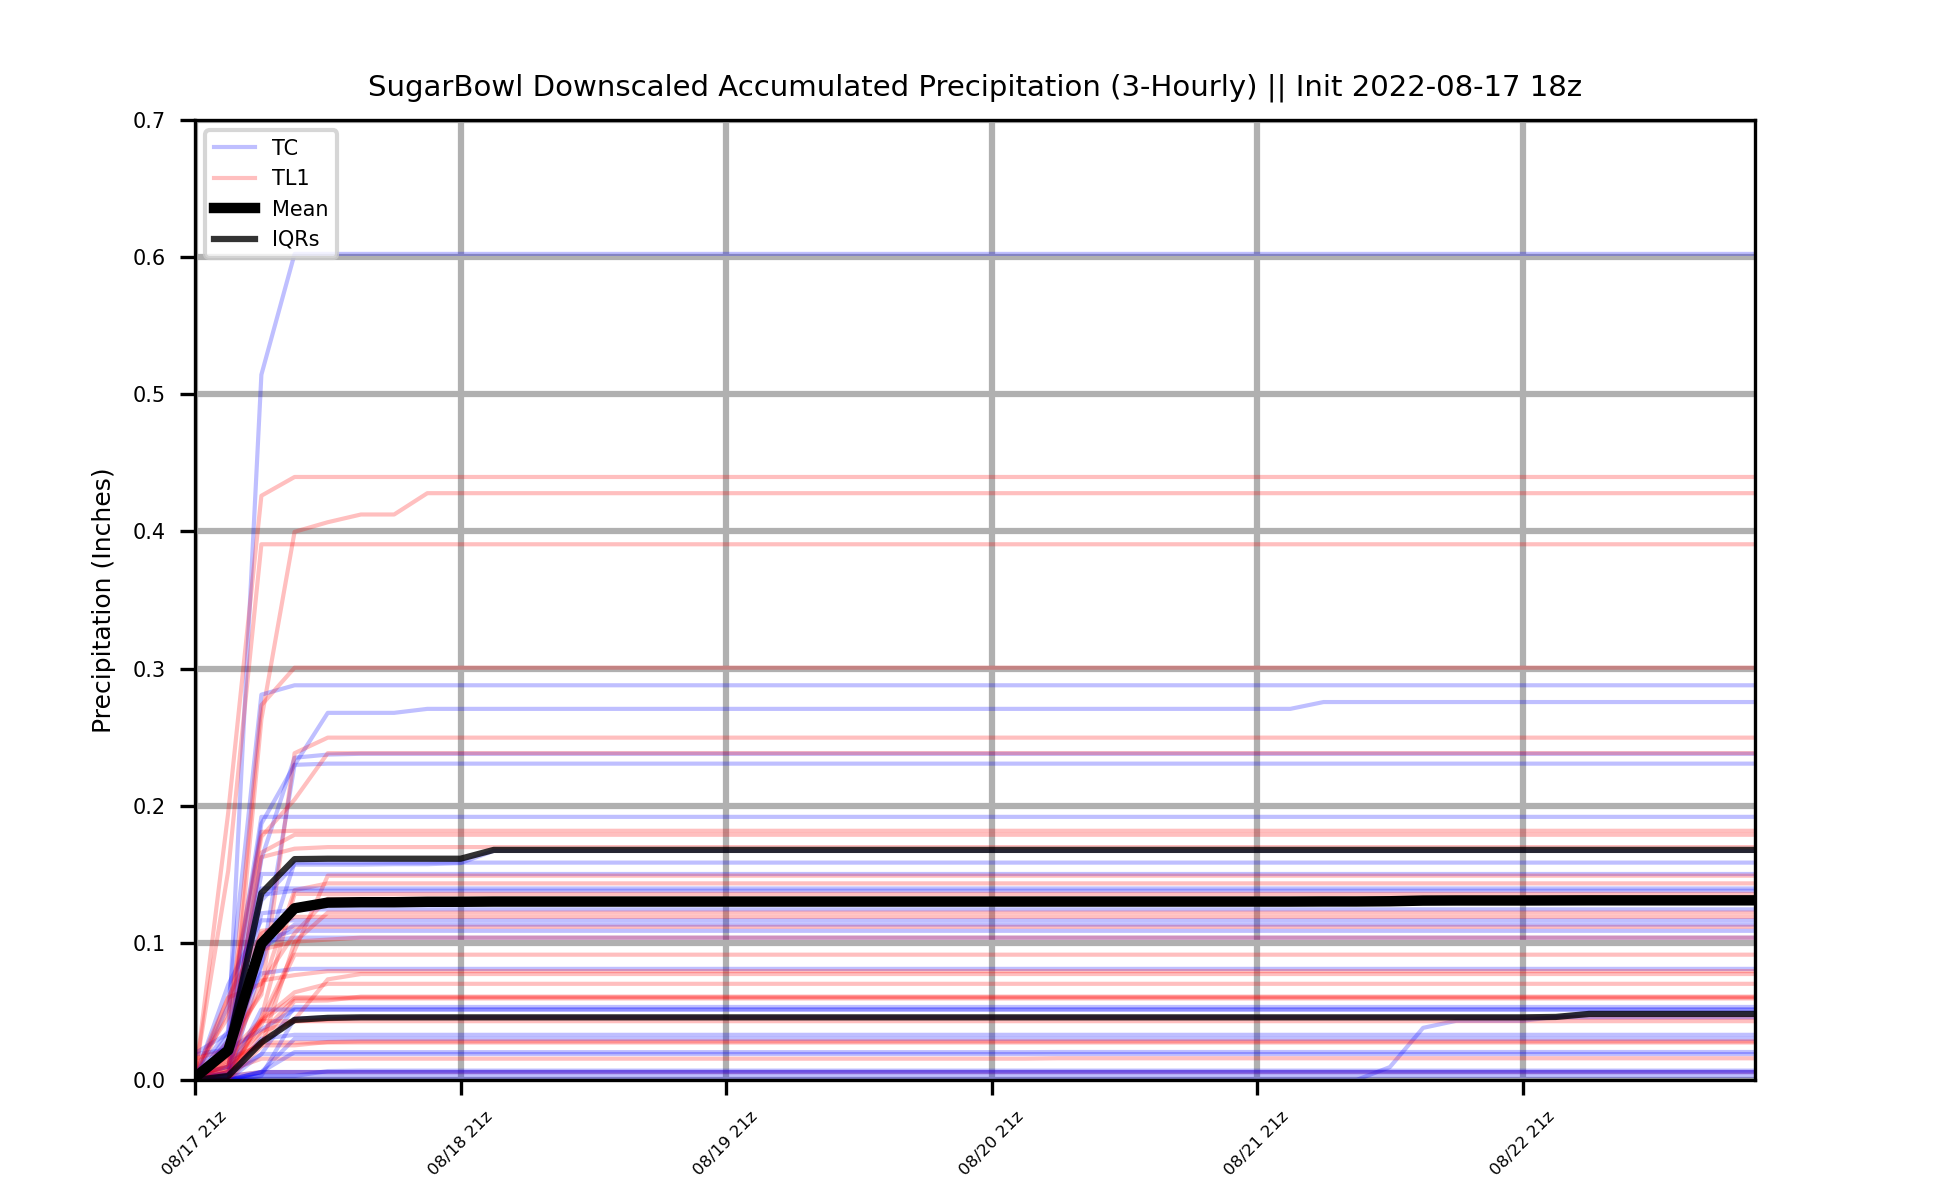 SugarBowl Downscaled Accumulated Precipitation (3-Hourly) || Init 2022-08-17 18z
TC
TL1
Mean
IQRs
Precipitation (Inches)
0.7
0.6
0.5
0.4
0.3
0.2
0.1
0.0
08/17 21z
08/18 21z
08/19 21z
08/20 21z
08/21 21z
08/22 21z